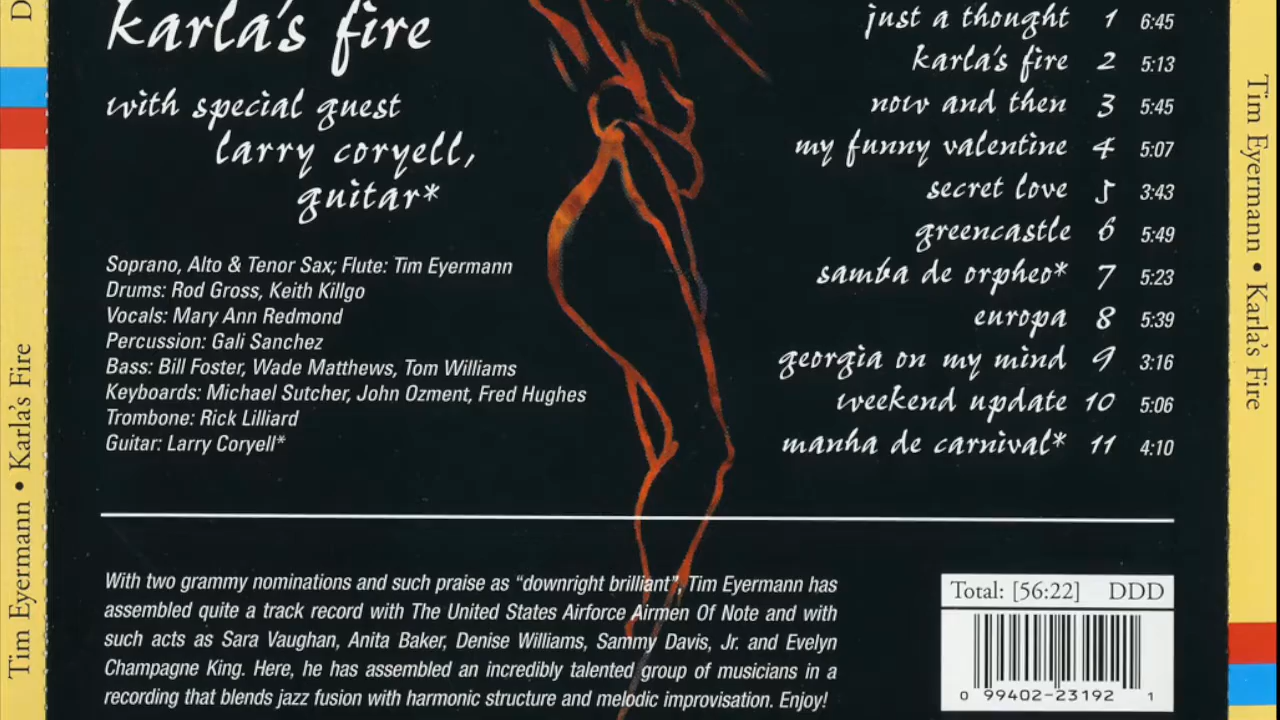 karla's fire
with special guest
larry coryell,
guitar*
Soprano, Alto & Tenor Sax; Flute: Tim Eyermann
Drums: Rod Gross, Keith Killgo
Vocals: Mary Ann Redmond
Percussion: Gali Sanchez
Bass: Bill Foster, Wade Matthews, Tom Williams
Keyboards: Michael Sutcher, John Ozment, Fred Hughes
Trombone: Rick Lilliard
Guitar: Larry Coryell*
just a thought 1 6:45
karla's fire 2 5:13
now and then 3 5:45
my funny valentine 4 5:07
secret love 5 3:43
greencastle 6 5:49
samba de orpheo* 7 5:23
europa 8 5:39
georgia on my mind 9 3:16
weekend update 10 5:06
manha de carnival* 11 4:10
With two grammy nominations and such praise as “downright brilliant”, Tim Eyermann has
assembled quite a track record with The United States Airforce Airmen Of Note and with
such acts as Sara Vaughan, Anita Baker, Denise Williams, Sammy Davis, Jr. and Evelyn
Champagne King. Here, he has assembled an incredibly talented group of musicians in a
recording that blends jazz fusion with harmonic structure and melodic improvisation. Enjoy!
Total: [56:22] DDD
0 99402-23192 1
Tim Eyermann • Karla's Fire D
Tim Eyermann • Karla's Fire